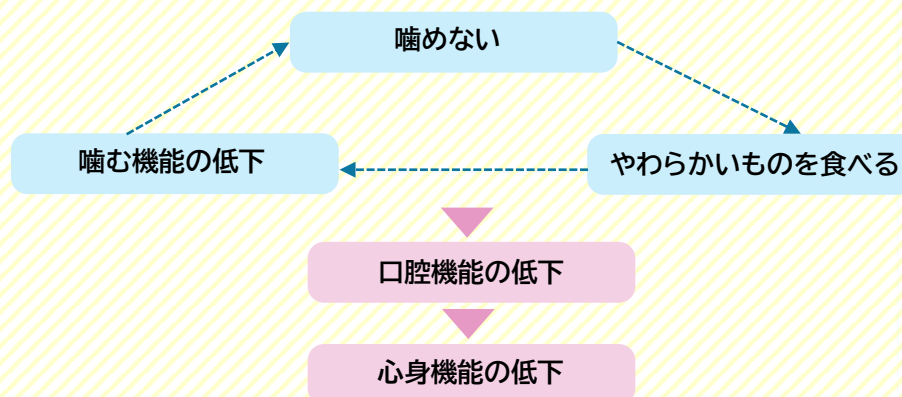 噛めない
噛む機能の低下
やわらかいものを食べる
口腔機能の低下
心身機能の低下